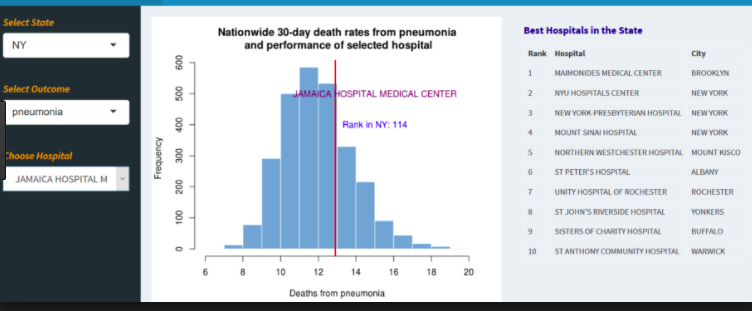 Select State
NY
Select Outcome
pneumonia
Choose Hospital
JAMAICA HOSPITAL M
Nationwide 30-day death rates from pneumonia
and performance of selected hospital
Frequency
600
500
400
300
200
100
0
JAMAICA HOSPITAL MEDICAL CENTER
Rank in NY: 114
6 8 10 12 14 16 18 20
Deaths from pneumonia
Best Hospitals in the State
Rank Hospital City
1 MAIMONIDES MEDICAL CENTER BROOKLYN
2 NYU HOSPITALS CENTER NEW YORK
3 NEW YORK-PRESBYTERIAN HOSPITAL NEW YORK
4 MOUNT SINAI HOSPITAL NEW YORK
5 NORTHERN WESTCHESTER HOSPITAL MOUNT KISCO
6 ST PETER'S HOSPITAL ALBANY
7 UNITY HOSPITAL OF ROCHESTER ROCHESTER
8 ST JOHN'S RIVERSIDE HOSPITAL YONKERS
9 SISTERS OF CHARITY HOSPITAL BUFFALO
10 ST ANTHONY COMMUNITY HOSPITAL WARWICK